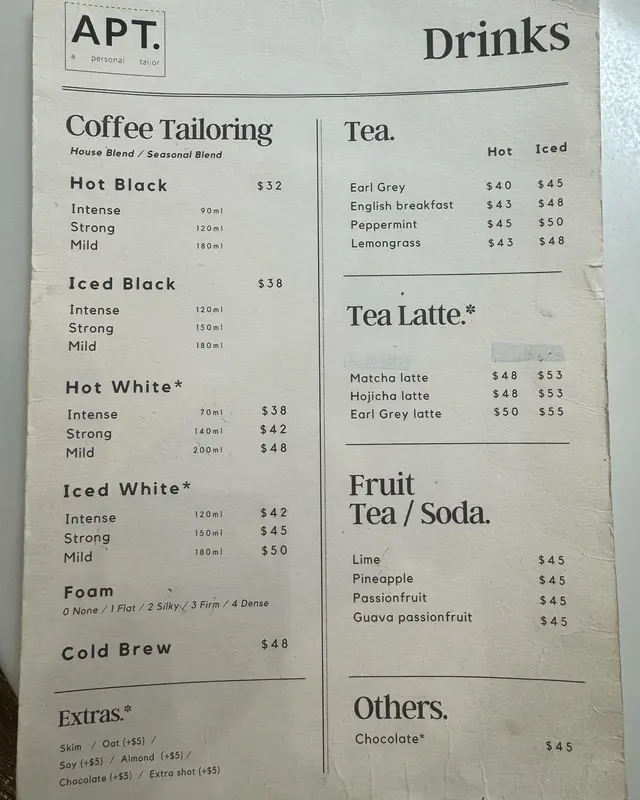 APT.
a personal tailor
Drinks
Coffee Tailoring
House Blend / Seasonal Blend
Hot Black $32
Intense 90ml
Strong 120ml
Mild 180ml
Iced Black $38
Intense 120ml
Strong 150ml
Mild 180ml
Hot White*
Intense 70ml $38
Strong 140ml $42
Mild 200ml $48
Iced White*
Intense 120ml $42
Strong 150ml $45
Mild 180ml $50
Foam
0 None / 1 Flat / 2 Silky / 3 Firm / 4 Dense
Cold Brew $48
Extras.*
Skim / Oat (+$5) /
Soy (+$5) / Almond (+$5) /
Chocolate (+$5) / Extra shot (+$5)
Tea.
Hot Iced
Earl Grey $40 $45
English breakfast $43 $48
Peppermint $45 $50
Lemongrass $43 $48
Tea Latte.*
Matcha latte $48 $53
Hojicha latte $48 $53
Earl Grey latte $50 $55
Fruit
Tea / Soda.
Lime $45
Pineapple $45
Passionfruit $45
Guava passionfruit $45
Others.
Chocolate* $45